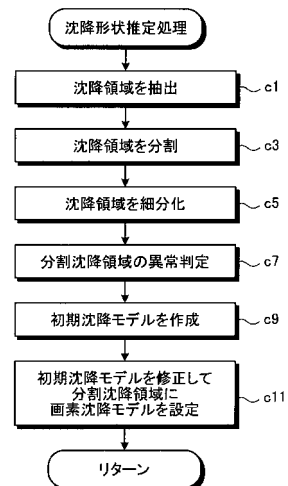 沈降形状推定処理
沈降領域を抽出
c1
沈降領域を分割
c3
沈降領域を細分化
c5
分割沈降領域の異常判定
c7
初期沈降モデルを作成
c9
初期沈降モデルを修正して
分割沈降領域に
画素沈降モデルを設定
c11
リターン